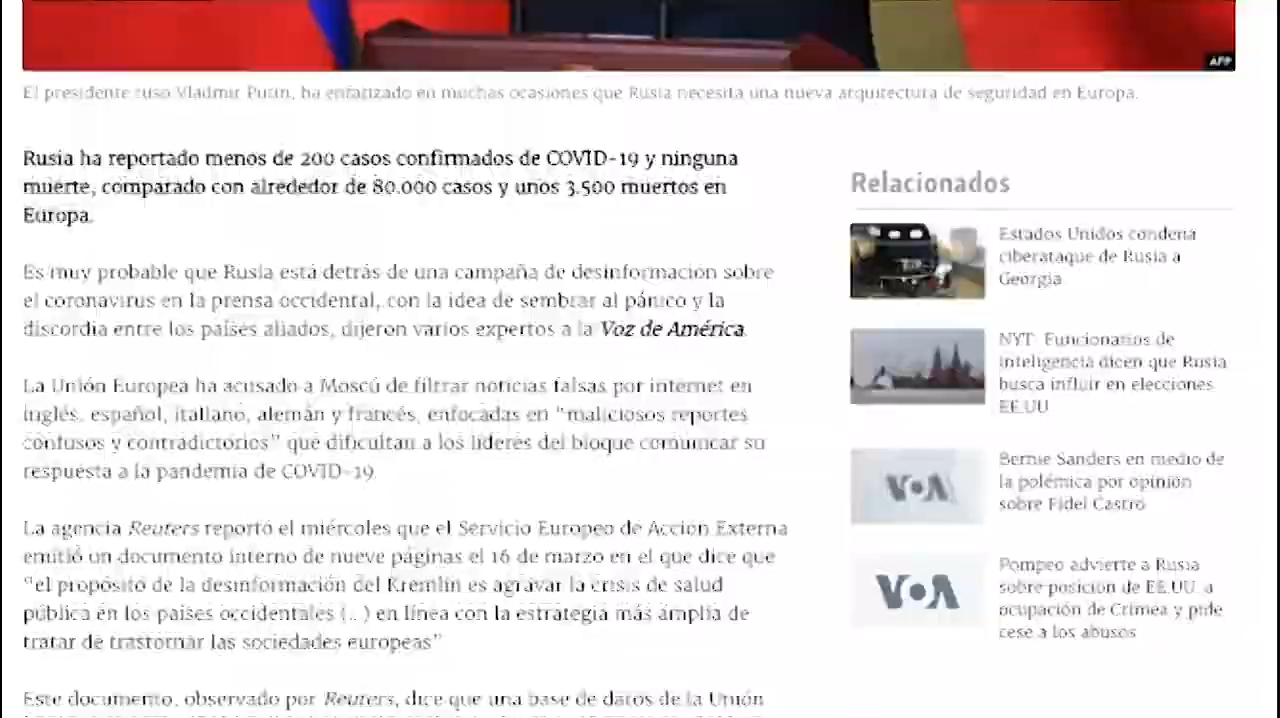 AFP
El presidente ruso Vladimir Putin, ha enfatizado en muchas ocasiones que Rusia necesita una nueva arquitectura de seguridad en Europa.
Rusia ha reportado menos de 200 casos confirmados de COVID-19 y ninguna
muerte, comparado con alrededor de 80.000 casos y unos 3.500 muertos en
Europa.
Es muy probable que Rusia está detrás de una campaña de desinformación sobre
el coronavirus en la prensa occidental, con la idea de sembrar al pánico y la
discordia entre los países aliados, dijeron varios expertos a la Voz de América.
La Unión Europea ha acusado a Moscú de filtrar noticias falsas por internet en
inglés, español, italiano, alemán y francés, enfocadas en "maliciosos reportes
confusos y contradictorios" que dificultan a los líderes del bloque comunicar su
respuesta a la pandemia de COVID-19.
La agencia Reuters reportó el miércoles que el Servicio Europeo de Acción Externa
emitió un documento interno de nueve páginas el 16 de marzo en el que dice que
"el propósito de la desinformación del Kremlin es agravar la crisis de salud
pública en los países occidentales (...) en línea con la estrategia más amplia de
tratar de trastornar las sociedades europeas"
Este documento, observado por Reuters, dice que una base de datos de la Unión
Relacionados
Estados Unidos condena
ciberataque de Rusia a
Georgia
NYT: Funcionarios de
inteligencia dicen que Rusia
busca influir en elecciones
EE.UU.
VOA
Bernie Sanders en medio de
la polémica por opinión
sobre Fidel Castro
VOA
Pompeo advierte a Rusia
sobre posición de EE.UU. a
ocupación de Crimea y pide
cese a los abusos